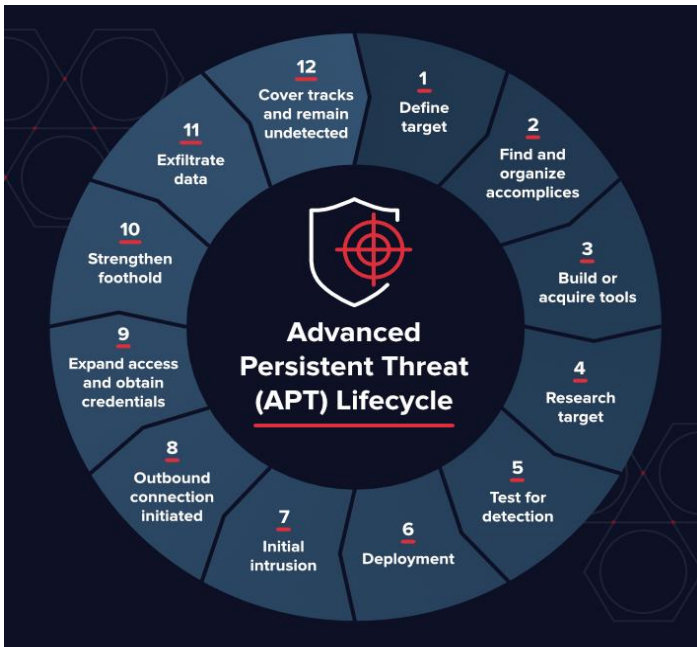 Advanced
Persistent Threat
(APT) Lifecycle
1
Define
target
2
Find and
organize
accomplices
3
Build or
acquire tools
4
Research
target
5
Test for
detection
6
Deployment
7
Initial
intrusion
8
Outbound
connection
initiated
9
Expand access
and obtain
credentials
10
Strengthen
foothold
11
Exfiltrate
data
12
Cover tracks
and remain
undetected